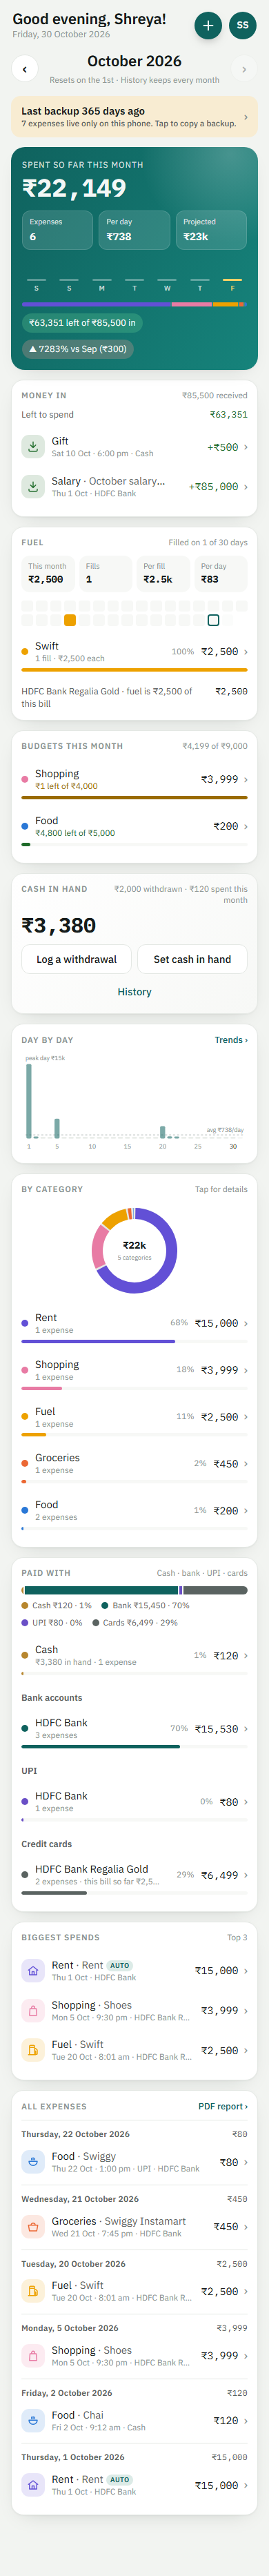 Good evening, Shreya!
Friday, 30 October 2026
SS
October 2026
Resets on the 1st · History keeps every month
Last backup 365 days ago
7 expenses live only on this phone. Tap to copy a backup.
SPENT SO FAR THIS MONTH
₹22,149
Expenses
6
Per day
₹738
Projected
₹23k
S S M T W T F
₹63,351 left of ₹85,500 in
▲ 7283% vs Sep (₹300)
MONEY IN
₹85,500 received
Left to spend
₹63,351
Gift
Sat 10 Oct · 6:00 pm · Cash
+₹500 ›
Salary · October salary...
Thu 1 Oct · HDFC Bank
+₹85,000 ›
FUEL
Filled on 1 of 30 days
This month
₹2,500
Fills
1
Per fill
₹2.5k
Per day
₹83
Swift
1 fill · ₹2,500 each
100% ₹2,500 ›
HDFC Bank Regalia Gold · fuel is ₹2,500 of
this bill
₹2,500
BUDGETS THIS MONTH
₹4,199 of ₹9,000
Shopping
₹1 left of ₹4,000
₹3,999 ›
Food
₹4,800 left of ₹5,000
₹200 ›
CASH IN HAND
₹2,000 withdrawn · ₹120 spent this
month
₹3,380
Log a withdrawal
Set cash in hand
History
DAY BY DAY
Trends ›
peak day ₹15k
avg ₹738/day
1 5 10 15 20 25 30
BY CATEGORY
Tap for details
₹22k
5 categories
Rent
1 expense
68% ₹15,000 ›
Shopping
1 expense
18% ₹3,999 ›
Fuel
1 expense
11% ₹2,500 ›
Groceries
1 expense
2% ₹450 ›
Food
2 expenses
1% ₹200 ›
PAID WITH
Cash · bank · UPI · cards
Cash ₹120 · 1%
Bank ₹15,450 · 70%
UPI ₹80 · 0%
Cards ₹6,499 · 29%
Cash
₹3,380 in hand · 1 expense
1% ₹120 ›
Bank accounts
HDFC Bank
3 expenses
70% ₹15,530 ›
UPI
HDFC Bank
1 expense
0% ₹80 ›
Credit cards
HDFC Bank Regalia Gold
2 expenses · this bill so far ₹2,5...
29% ₹6,499 ›
BIGGEST SPENDS
Top 3
Rent · Rent AUTO
Thu 1 Oct · HDFC Bank
₹15,000 ›
Shopping · Shoes
Mon 5 Oct · 9:30 pm · HDFC Bank R...
₹3,999 ›
Fuel · Swift
Tue 20 Oct · 8:01 am · HDFC Bank R...
₹2,500 ›
ALL EXPENSES
PDF report ›
Thursday, 22 October 2026
₹80
Food · Swiggy
Thu 22 Oct · 1:00 pm · UPI · HDFC Bank
₹80 ›
Wednesday, 21 October 2026
₹450
Groceries · Swiggy Instamart
Wed 21 Oct · 7:45 pm · HDFC Bank
₹450 ›
Tuesday, 20 October 2026
₹2,500
Fuel · Swift
Tue 20 Oct · 8:01 am · HDFC Bank R...
₹2,500 ›
Monday, 5 October 2026
₹3,999
Shopping · Shoes
Mon 5 Oct · 9:30 pm · HDFC Bank R...
₹3,999 ›
Friday, 2 October 2026
₹120
Food · Chai
Fri 2 Oct · 9:12 am · Cash
₹120 ›
Thursday, 1 October 2026
₹15,000
Rent · Rent AUTO
Thu 1 Oct · HDFC Bank
₹15,000 ›